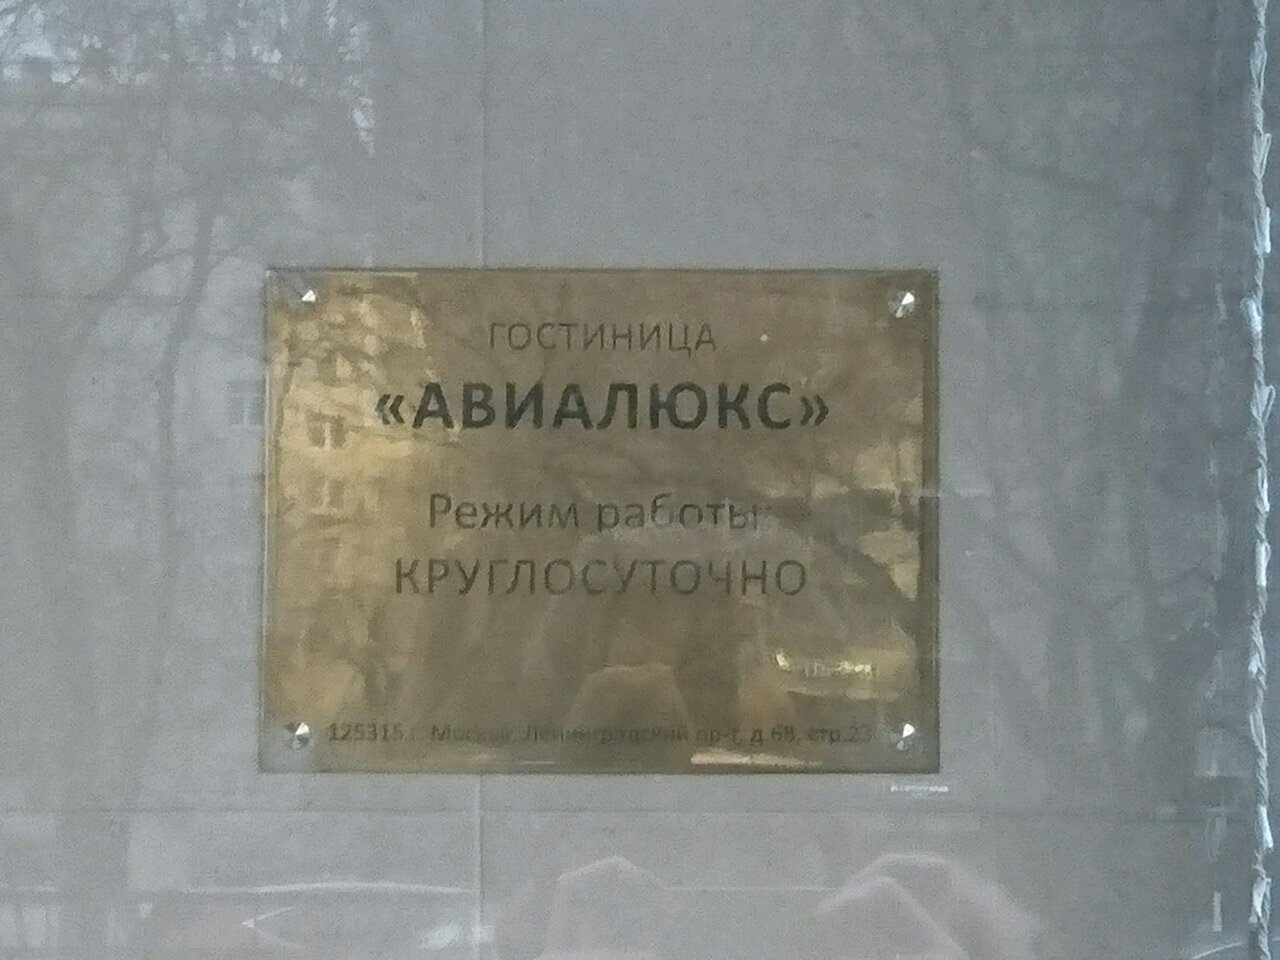 ГОСТИНИЦА
«АВИАЛЮКС»
Режим работы:
КРУГЛОСУТОЧНО
125315 г. Москва, Ленинградский пр-т, д 68, стр.23